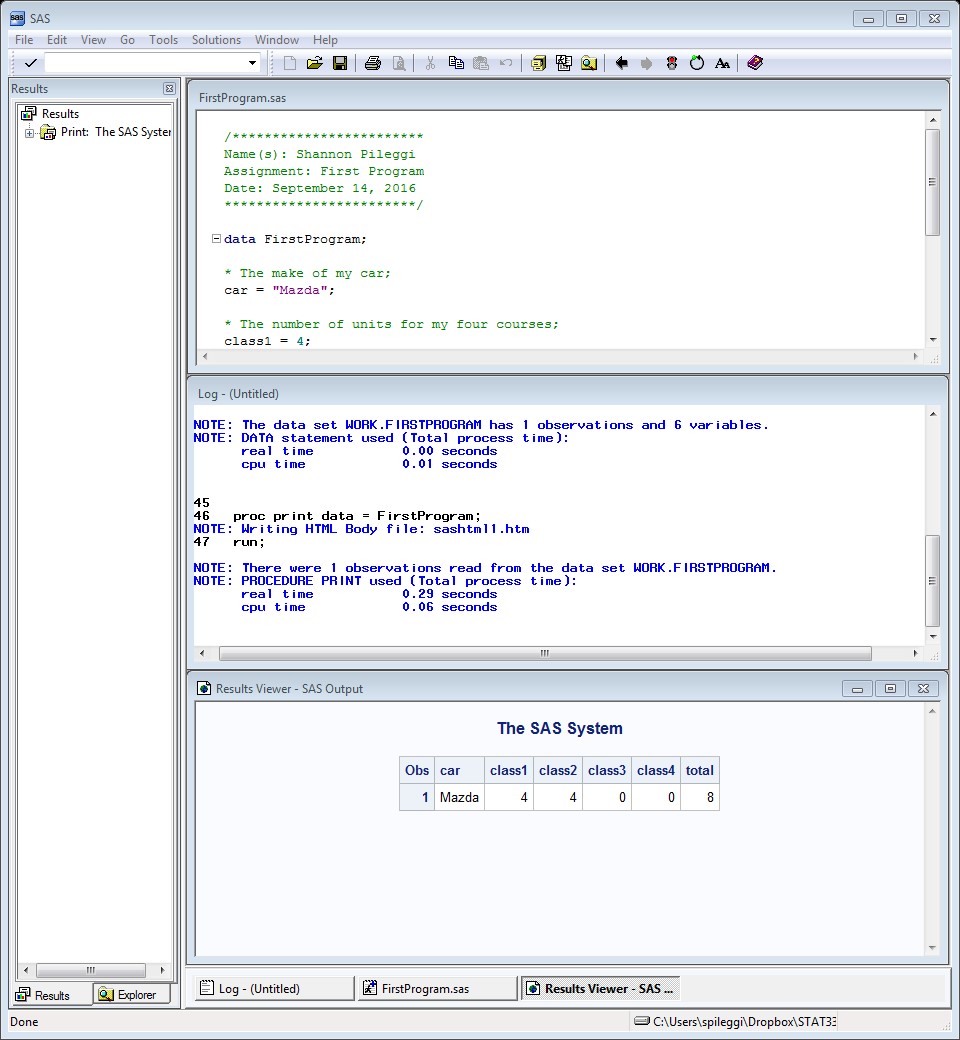 SAS
File Edit View Go Tools Solutions Window Help
Results
Results
Print: The SAS Syster
FirstProgram.sas
/************************
Name(s): Shannon Pileggi
Assignment: First Program
Date: September 14, 2016
************************/
data FirstProgram;
* The make of my car;
car = "Mazda";
* The number of units for my four courses;
class1 = 4;
Log - (Untitled)
NOTE: The data set WORK.FIRSTPROGRAM has 1 observations and 6 variables.
NOTE: DATA statement used (Total process time):
real time 0.00 seconds
cpu time 0.01 seconds
45
46 proc print data = FirstProgram;
NOTE: Writing HTML Body file: sashtml1.htm
47 run;
NOTE: There were 1 observations read from the data set WORK.FIRSTPROGRAM.
NOTE: PROCEDURE PRINT used (Total process time):
real time 0.29 seconds
cpu time 0.06 seconds
Results Viewer - SAS Output
The SAS System
Obs car class1 class2 class3 class4 total
1 Mazda 4 4 0 0 8
Results Explorer
Log - (Untitled) FirstProgram.sas Results Viewer - SAS ...
Done C:\Users\spileggi\Dropbox\STAT33